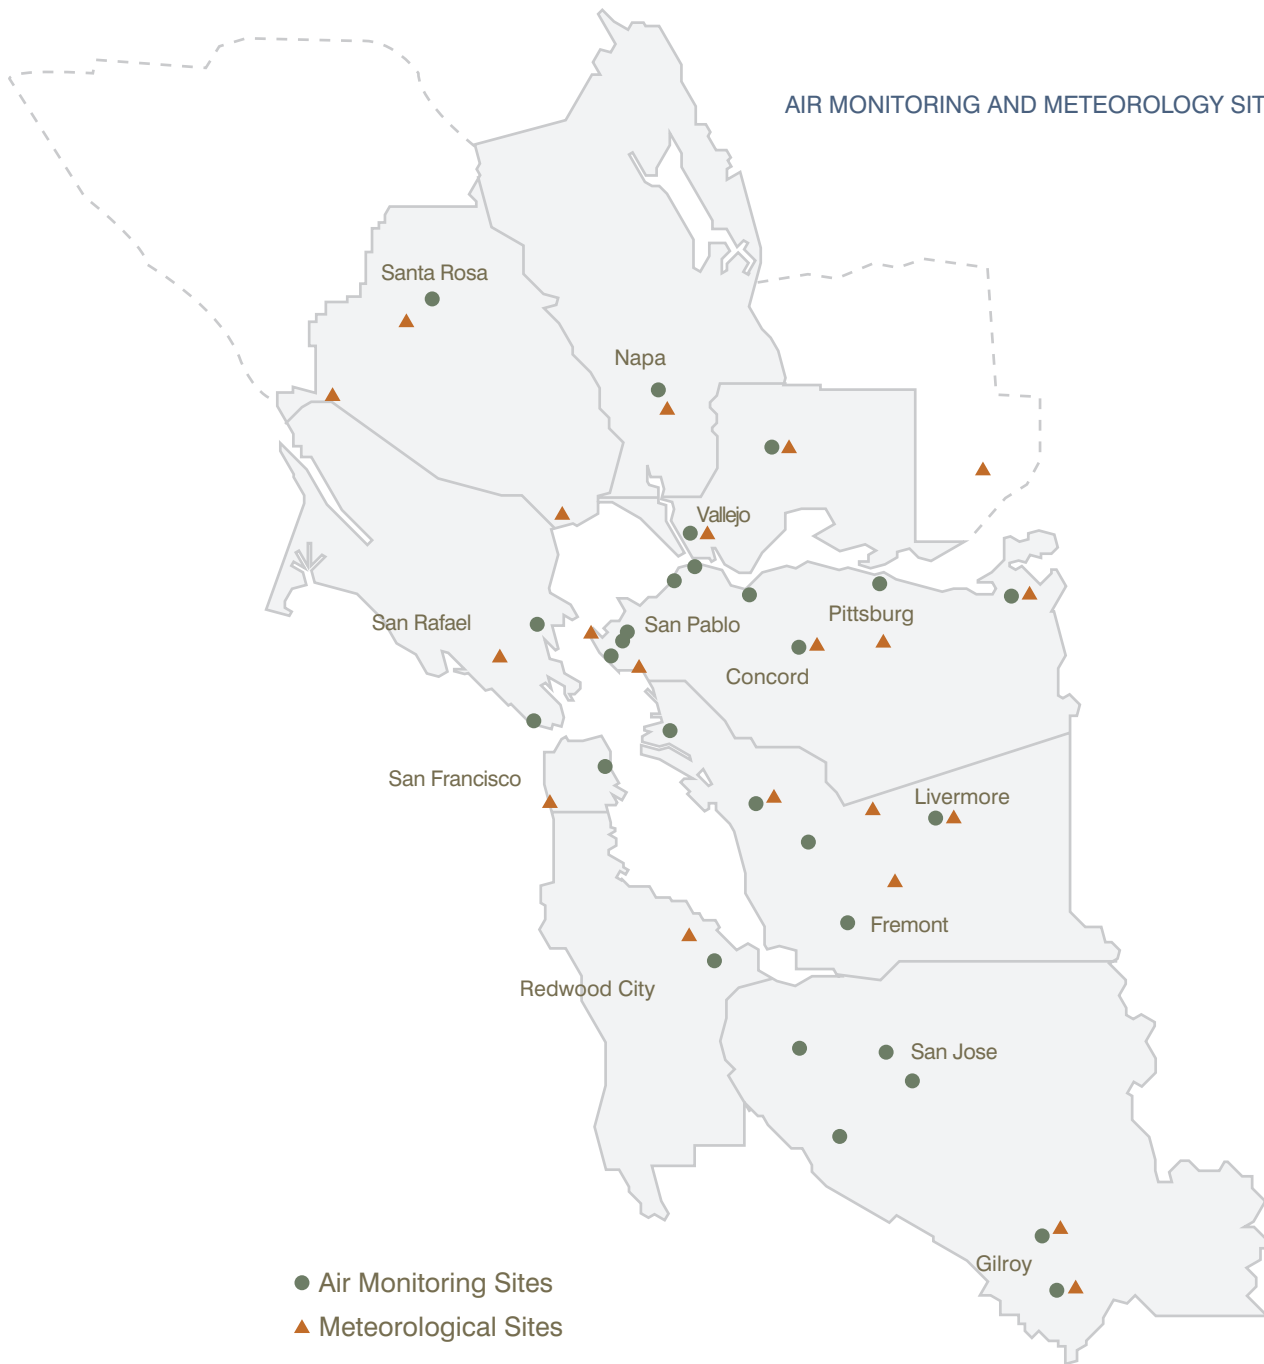 AIR MONITORING AND METEOROLOGY SIT
Santa Rosa
Napa
Vallejo
San Rafael
San Pablo
Pittsburg
Concord
San Francisco
Livermore
Fremont
Redwood City
San Jose
Gilroy
Air Monitoring Sites
Meteorological Sites